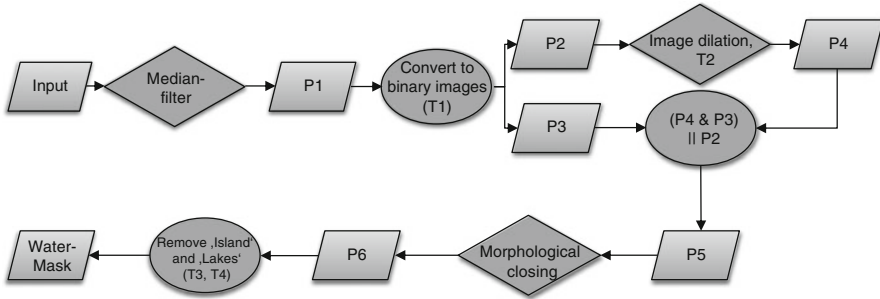 Input
Median-
filter
P1
Convert to
binary images
(T1)
P2
Image dilation,
T2
P4
P3
(P4 & P3)
|| P2
Water-
Mask
Remove ‚Island‘
and ‚Lakes‘
(T3, T4)
P6
Morphological
closing
P5